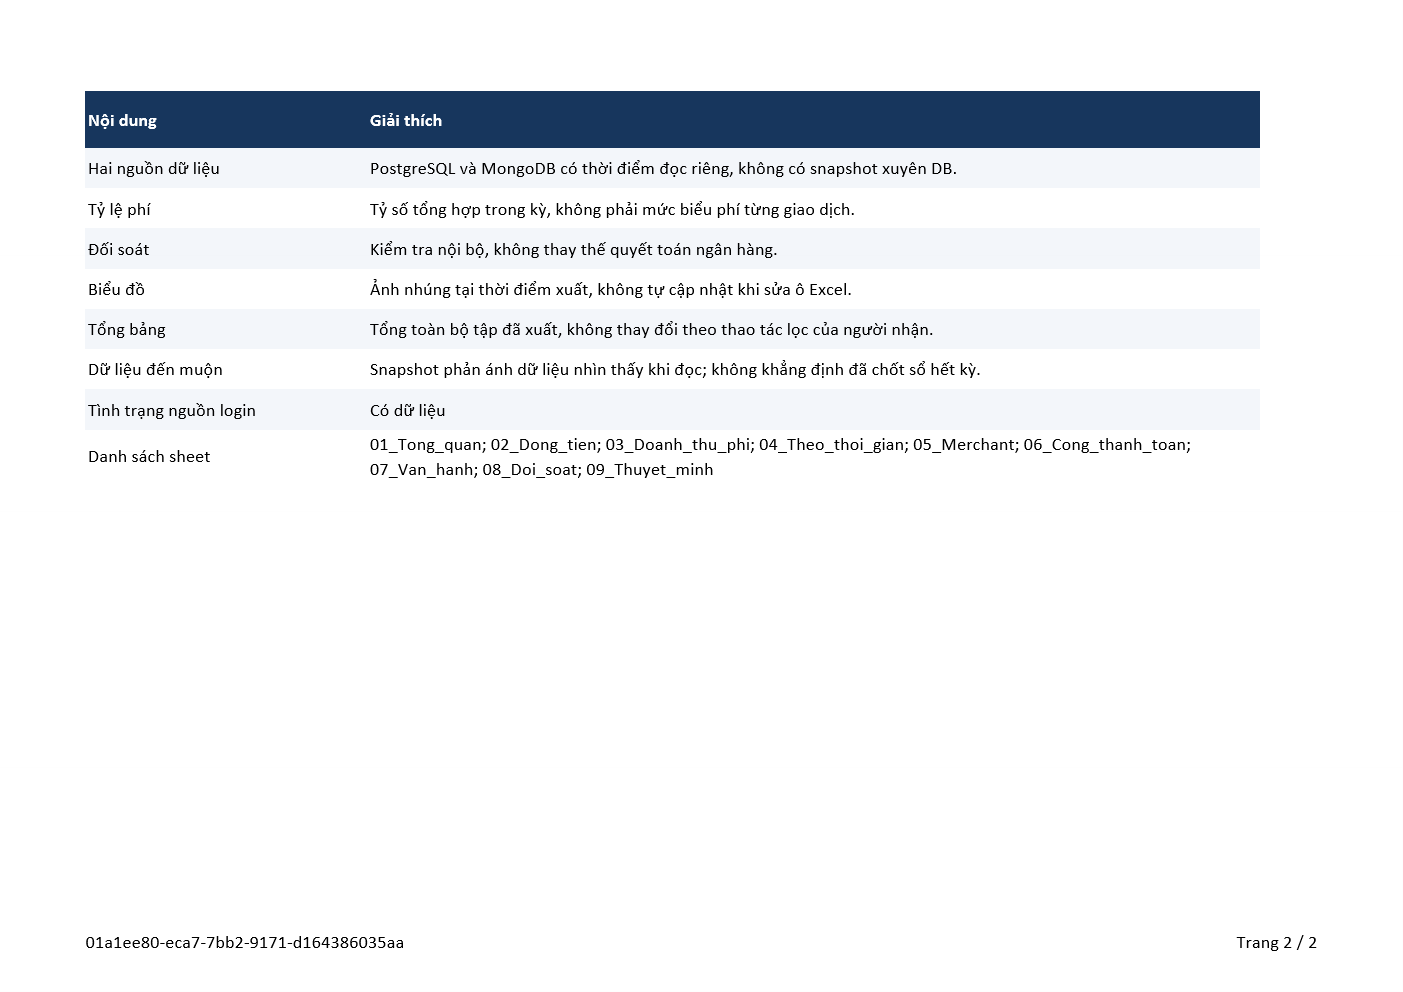 Nội dung Giải thích
Hai nguồn dữ liệu PostgreSQL và MongoDB có thời điểm đọc riêng, không có snapshot xuyên DB.
Tỷ lệ phí Tỷ số tổng hợp trong kỳ, không phải mức biểu phí từng giao dịch.
Đối soát Kiểm tra nội bộ, không thay thế quyết toán ngân hàng.
Biểu đồ Ảnh nhúng tại thời điểm xuất, không tự cập nhật khi sửa ô Excel.
Tổng bảng Tổng toàn bộ tập đã xuất, không thay đổi theo thao tác lọc của người nhận.
Dữ liệu đến muộn Snapshot phản ánh dữ liệu nhìn thấy khi đọc; không khẳng định đã chốt sổ hết kỳ.
Tình trạng nguồn login Có dữ liệu
Danh sách sheet 01_Tong_quan; 02_Dong_tien; 03_Doanh_thu_phi; 04_Theo_thoi_gian; 05_Merchant; 06_Cong_thanh_toan;
07_Van_hanh; 08_Doi_soat; 09_Thuyet_minh
01a1ee80-eca7-7bb2-9171-d164386035aa Trang 2 / 2